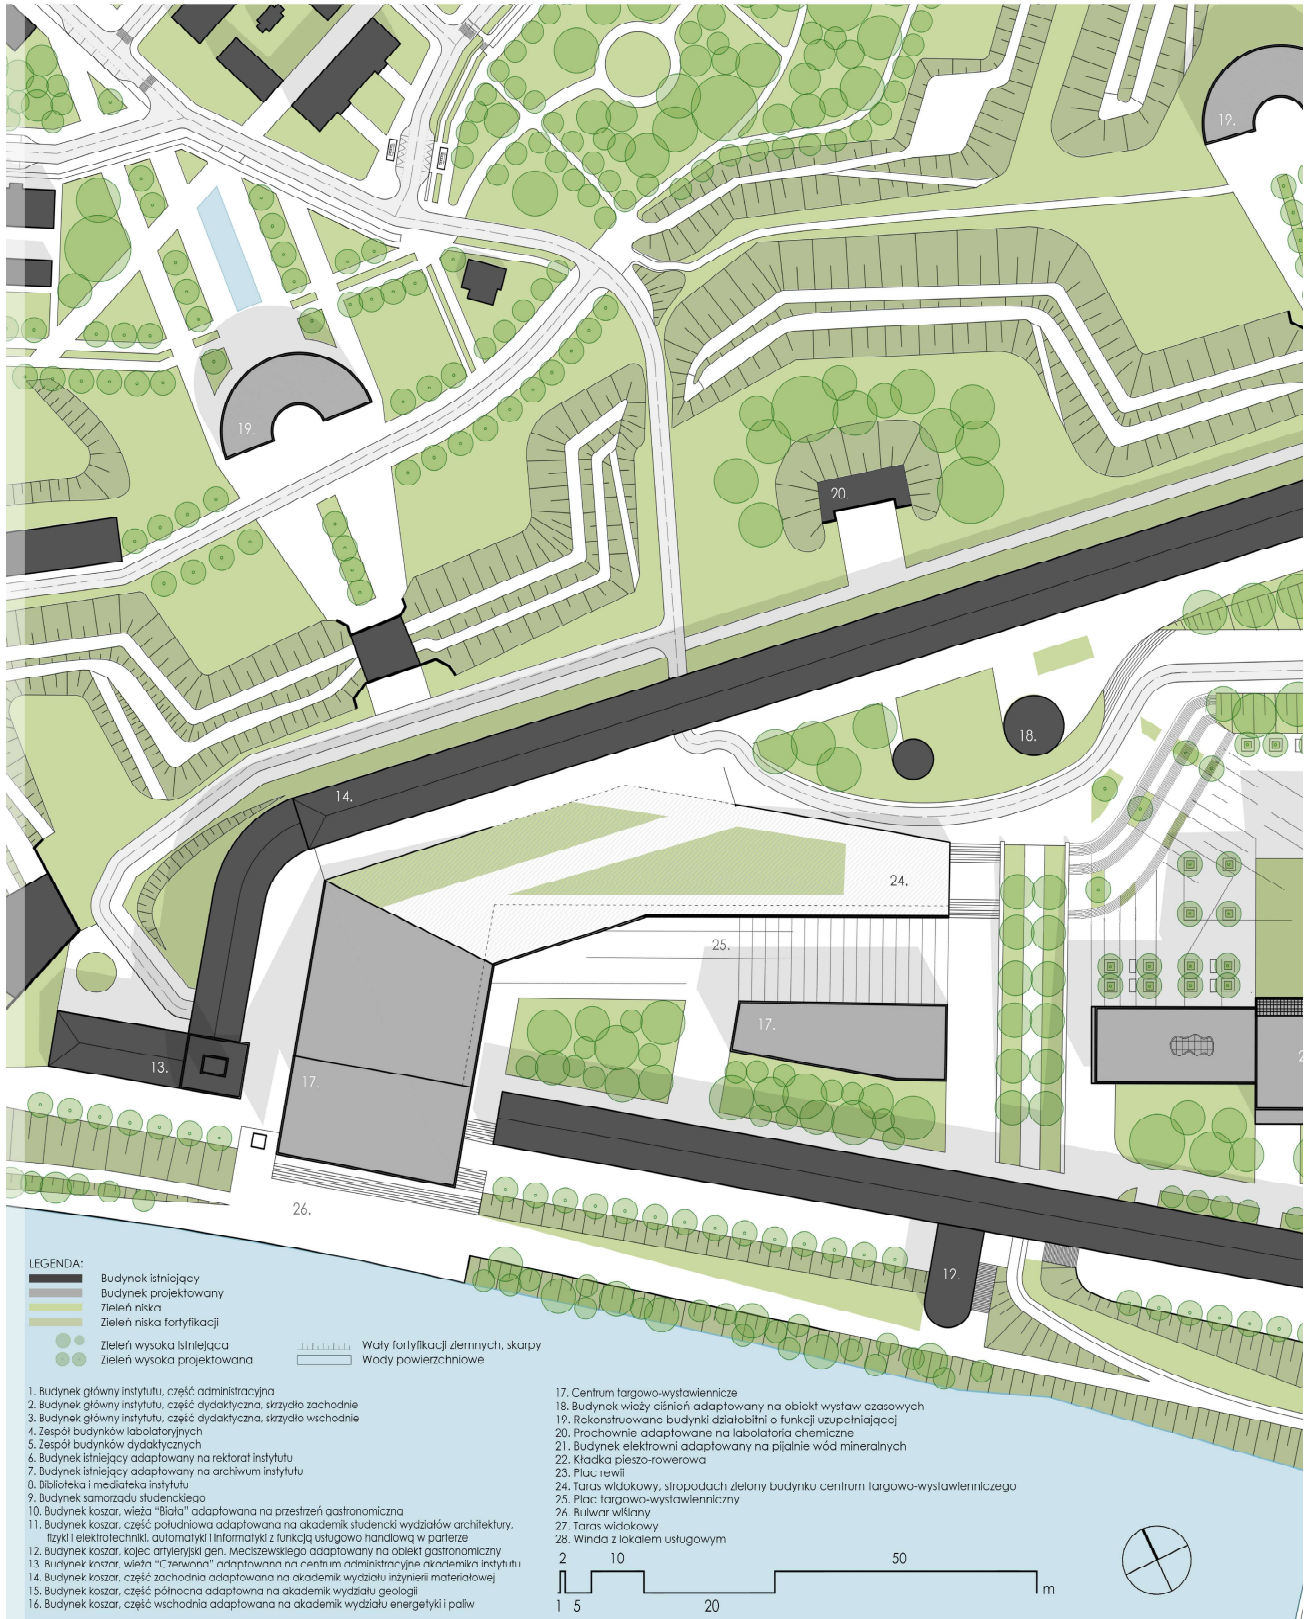 19.
19.
20.
18.
14.
24.
25.
17.
13.
17.
26.
12.
LEGENDA:
Budynek istniejący
Budynek projektowany
Zieleń niska
Zieleń niska fortyfikacji
Zieleń wysoka istniejąca
Zieleń wysoka projektowana
Wały fortyfikacji ziemnych, skarpy
Wody powierzchniowe
1. Budynek główny instytutu, część administracyjna
2. Budynek główny instytutu, część dydaktyczna, skrzydło zachodnie
3. Budynek główny instytutu, część dydaktyczna, skrzydło wschodnie
4. Zespół budynków labolatoryjnych
5. Zespół budynków dydaktycznych
6. Budynek istniejący adaptowany na rektorat instytutu
7. Budynek istniejący adaptowany na archiwum instytutu
8. Biblioteka i mediateka instytutu
9. Budynek samorządu studenckiego
10. Budynek koszar, wieża "Biała" adaptowana na przestrzeń gastronomiczna
11. Budynek koszar, część południowa adaptowana na akademik studencki wydziałów architektury,
fizyki i elektrotechniki, automatyki i informatyki z funkcją usługowo handlową w parterze
12. Budynek koszar, kojec artyleryjski gen. Meciszewskiego adaptowany na obiekt gastronomiczny
13. Budynek koszar, wieża "Czerwona" adaptowana na centrum administracyjne akademika instytutu
14. Budynek koszar, część zachodnia adaptowana na akademik wydziału inżynierii materiałowej
15. Budynek koszar, część północna adaptowna na akademik wydziału geologii
16. Budynek koszar, część wschodnia adaptowana na akademik wydziału energetyki i paliw
17. Centrum targowo-wystawiennicze
18. Budynek wieży ciśnień adaptowany na obiekt wystaw czasowych
19. Rekonstruowane budynki działobitni o funkcji uzupełniającej
20. Prochownie adaptowane na labolatoria chemiczne
21. Budynek elektrowni adaptowany na pijalnie wód mineralnych
22. Kładka pieszo-rowerowa
23. Plac rewii
24. Taras widokowy, stropodach zielony budynku centrum targowo-wystawienniczego
25. Plac targowo-wystawienniczny
26. Bulwar wiślany
27. Taras widokowy
28. Winda z lokalem usługowym
2 10 50
m
1 5 20